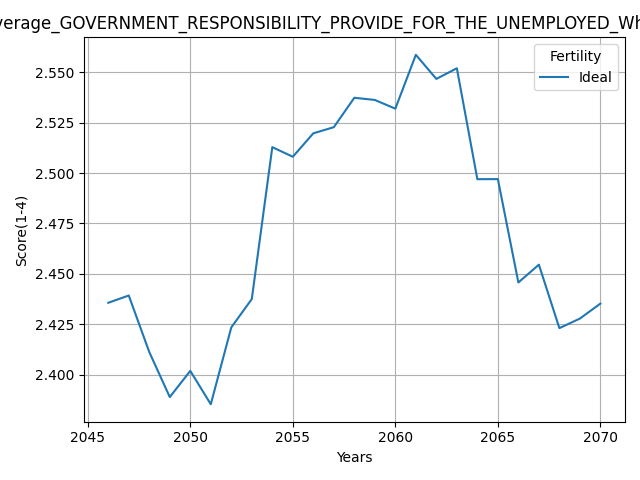 verage_GOVERNMENT_RESPONSIBILITY_PROVIDE_FOR_THE_UNEMPLOYED_Wh
Fertility
Ideal
Score(1-4)
2.550
2.525
2.500
2.475
2.450
2.425
2.400
2045 2050 2055 2060 2065 2070
Years